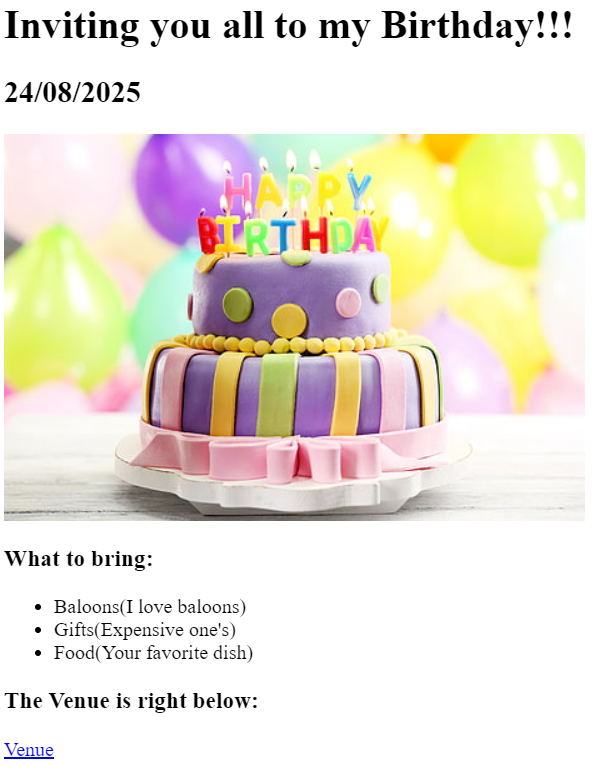 Inviting you all to my Birthday!!!
24/08/2025
HAPPY
BIRTHDAY
What to bring:
Baloons(I love baloons)
Gifts(Expensive one's)
Food(Your favorite dish)
The Venue is right below:
Venue